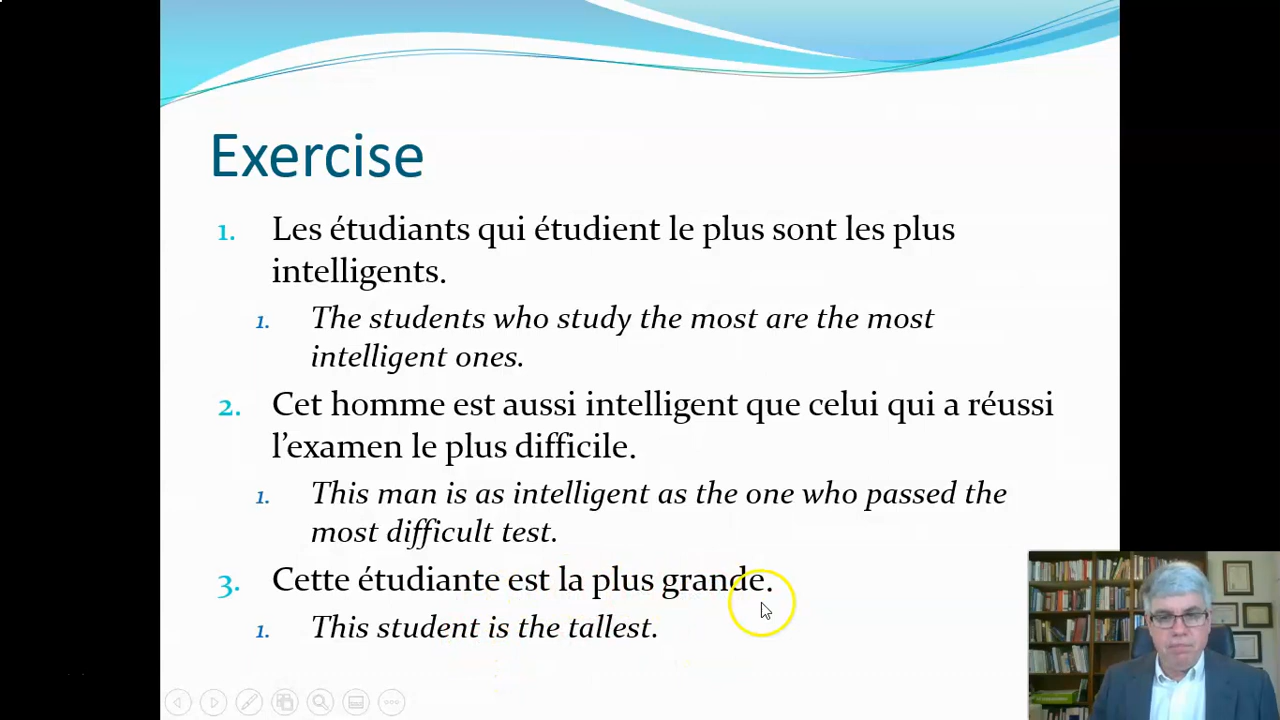 Exercise
1. Les étudiants qui étudient le plus sont les plus
intelligents.
1. The students who study the most are the most
intelligent ones.
2. Cet homme est aussi intelligent que celui qui a réussi
l’examen le plus difficile.
1. This man is as intelligent as the one who passed the
most difficult test.
3. Cette étudiante est la plus grande.
1. This student is the tallest.